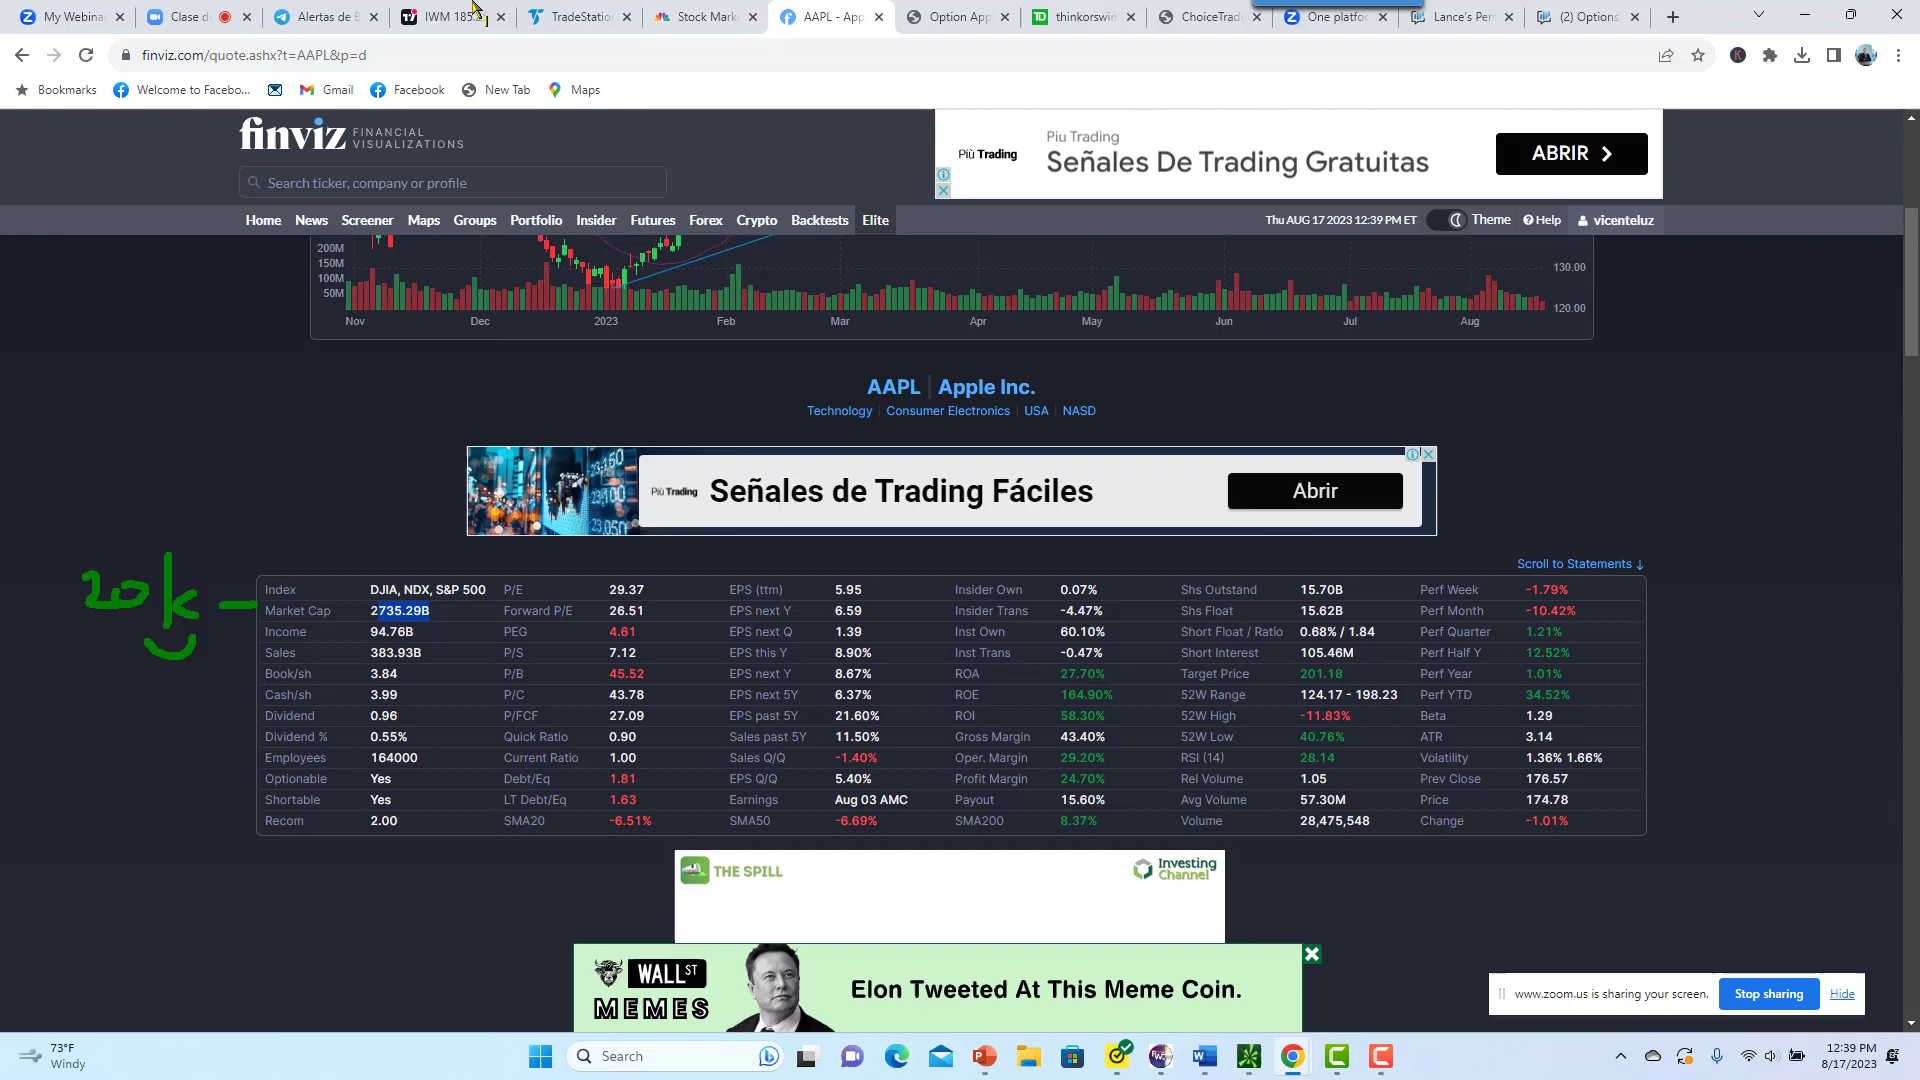 My Webinar
Clase d
Alertas de B
IWM 185.
TradeStatio
Stock Mark
AAPL - App
Option App
thinkorswin
ChoiceTrad
One platfor
Lance's Pers
(2) Options
finviz.com/quote.ashx?t=AAPL&p=d
Bookmarks
Welcome to Facebo...
Gmail
Facebook
New Tab
Maps
finviz FINANCIAL
VISUALIZATIONS
Search ticker, company or profile
Più Trading
Piu Trading
Señales De Trading Gratuitas
ABRIR
Home News Screener Maps Groups Portfolio Insider Futures Forex Crypto Backtests Elite
Thu AUG 17 2023 12:39 PM ET Theme Help vicenteluz
200M
150M
100M
50M
130.00
120.00
Nov Dec 2023 Feb Mar Apr May Jun Jul Aug
AAPL | Apple Inc.
Technology | Consumer Electronics | USA | NASD
Più Trading Señales de Trading Fáciles Abrir
Scroll to Statements ↓
20k -
Index DJIA, NDX, S&P 500 P/E 29.37 EPS (ttm) 5.95 Insider Own 0.07% Shs Outstand 15.70B Perf Week -1.79%
Market Cap 2735.29B Forward P/E 26.51 EPS next Y 6.59 Insider Trans -4.47% Shs Float 15.62B Perf Month -10.42%
Income 94.76B PEG 4.61 EPS next Q 1.39 Inst Own 60.10% Short Float / Ratio 0.68% / 1.84 Perf Quarter 1.21%
Sales 383.93B P/S 7.12 EPS this Y 8.90% Inst Trans -0.47% Short Interest 105.46M Perf Half Y 12.52%
Book/sh 3.84 P/B 45.52 EPS next Y 8.67% ROA 27.70% Target Price 201.18 Perf Year 1.01%
Cash/sh 3.99 P/C 43.78 EPS next 5Y 6.37% ROE 164.90% 52W Range 124.17 - 198.23 Perf YTD 34.52%
Dividend 0.96 P/FCF 27.09 EPS past 5Y 21.60% ROI 58.30% 52W High -11.83% Beta 1.29
Dividend % 0.55% Quick Ratio 0.90 Sales past 5Y 11.50% Gross Margin 43.40% 52W Low 40.76% ATR 3.14
Employees 164000 Current Ratio 1.00 Sales Q/Q -1.40% Oper. Margin 29.20% RSI (14) 28.14 Volatility 1.36% 1.66%
Optionable Yes Debt/Eq 1.81 EPS Q/Q 5.40% Profit Margin 24.70% Rel Volume 1.05 Prev Close 176.57
Shortable Yes LT Debt/Eq 1.63 Earnings Aug 03 AMC Payout 15.60% Avg Volume 57.30M Price 174.78
Recom 2.00 SMA20 -6.51% SMA50 -6.69% SMA200 8.37% Volume 28,475,548 Change -1.01%
THE SPILL
Investing
Channel
WALL ST
MEMES
Elon Tweeted At This Meme Coin.
www.zoom.us is sharing your screen. Stop sharing Hide
73°F
Windy
Search
12:39 PM
8/17/2023